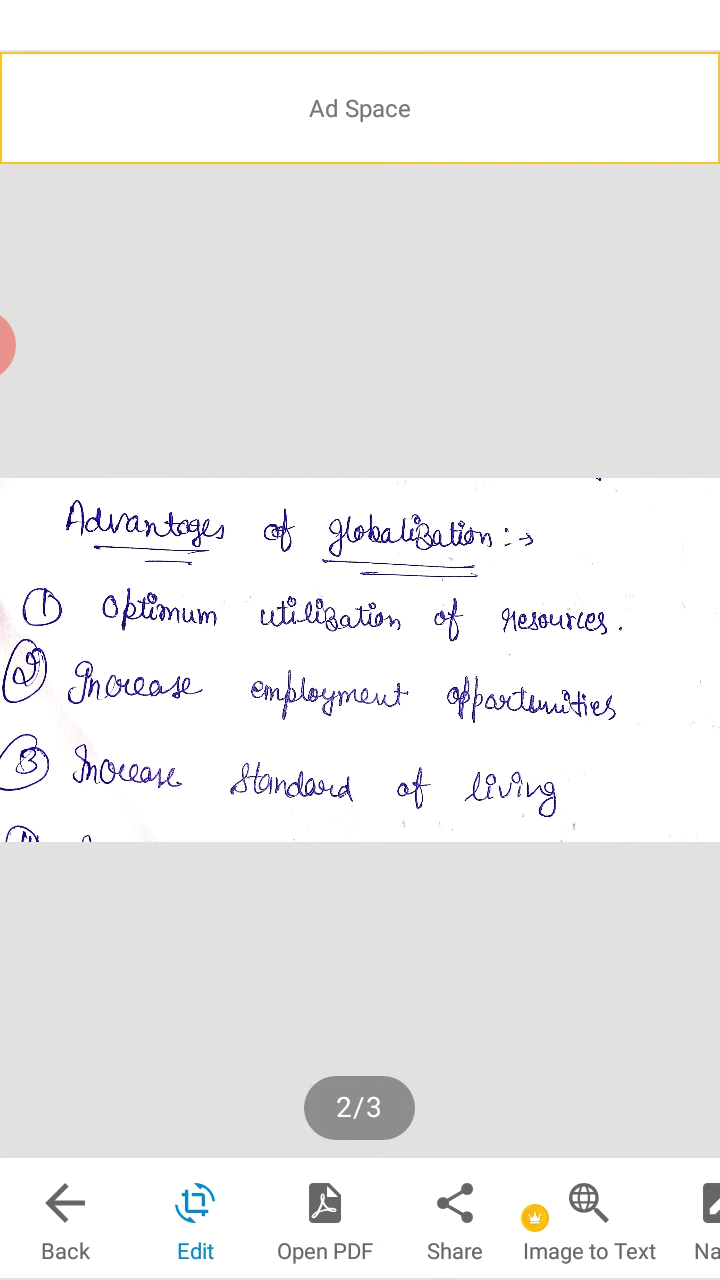 Ad Space
Advantages of globalization :→
① Optimum utilization of resources.
② Increase employment opportunities
③ Increase standard of living
2/3
Back Edit Open PDF Share Image to Text Na